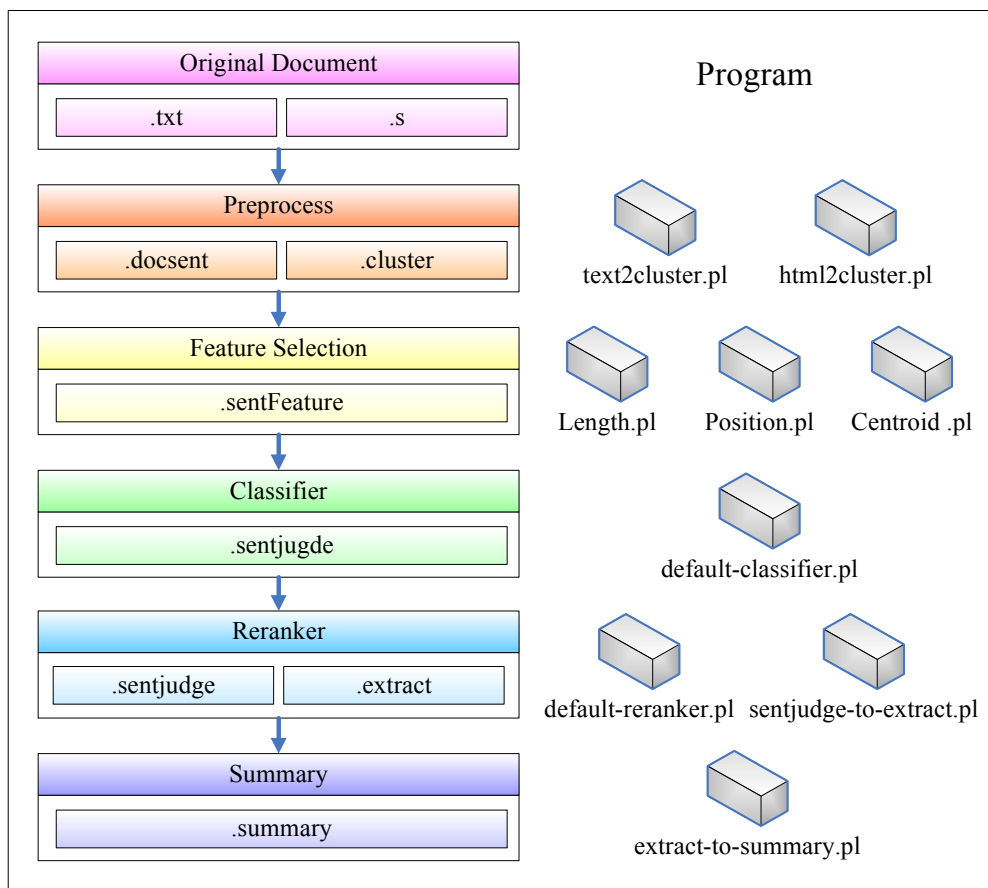 Original Document
Program
.txt
.s
Preprocess
.docsent
.cluster
text2cluster.pl
html2cluster.pl
Feature Selection
.sentFeature
Length.pl
Position.pl
Centroid .pl
Classifier
.sentjugde
default-classifier.pl
Reranker
.sentjudge
.extract
default-reranker.pl
sentjudge-to-extract.pl
Summary
.summary
extract-to-summary.pl